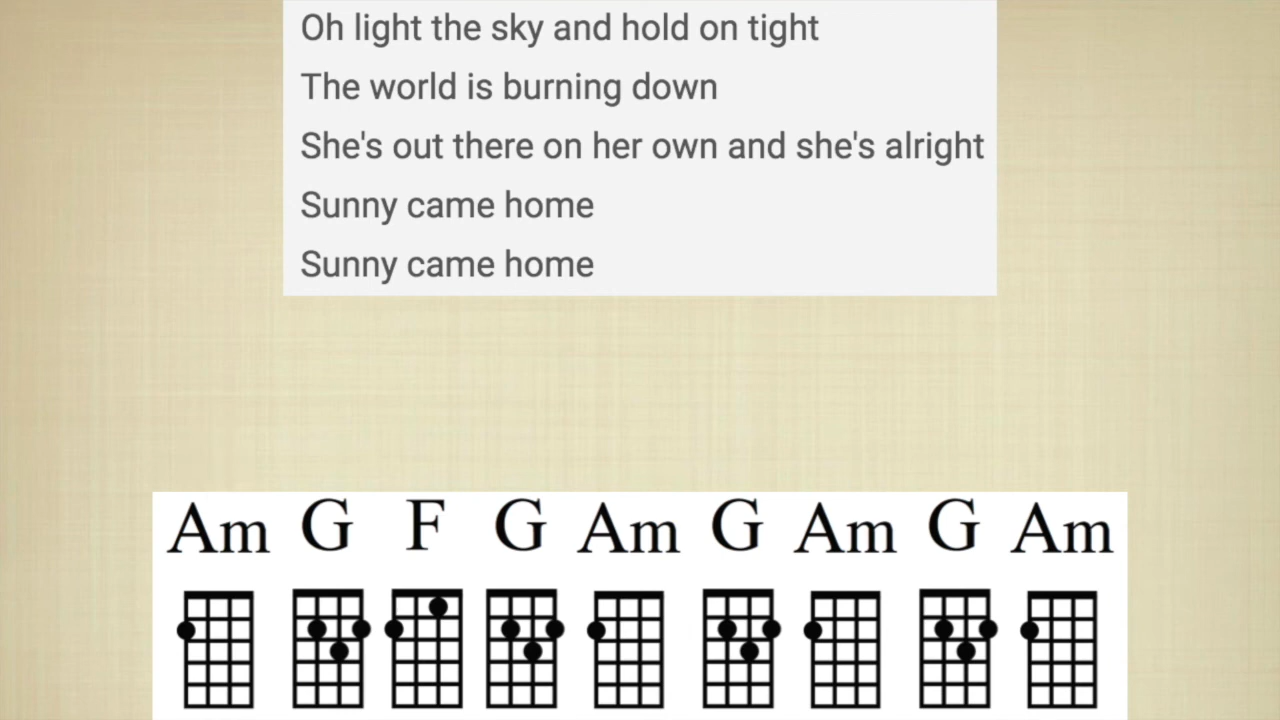 Oh light the sky and hold on tight
The world is burning down
She's out there on her own and she's alright
Sunny came home
Sunny came home
Am G F G Am G Am G Am